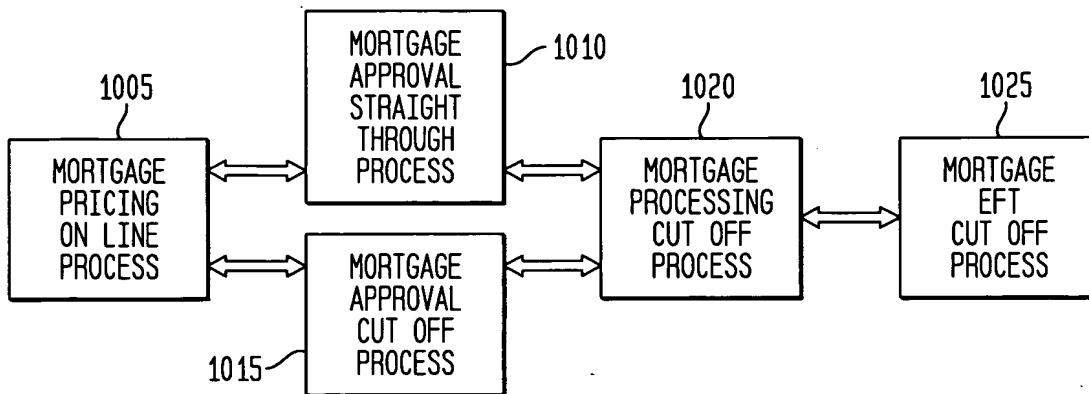 1005
MORTGAGE
PRICING
ON LINE
PROCESS
MORTGAGE
APPROVAL
STRAIGHT
THROUGH
PROCESS
1010
MORTGAGE
APPROVAL
CUT OFF
PROCESS
1015
1020
MORTGAGE
PROCESSING
CUT OFF
PROCESS
1025
MORTGAGE
EFT
CUT OFF
PROCESS